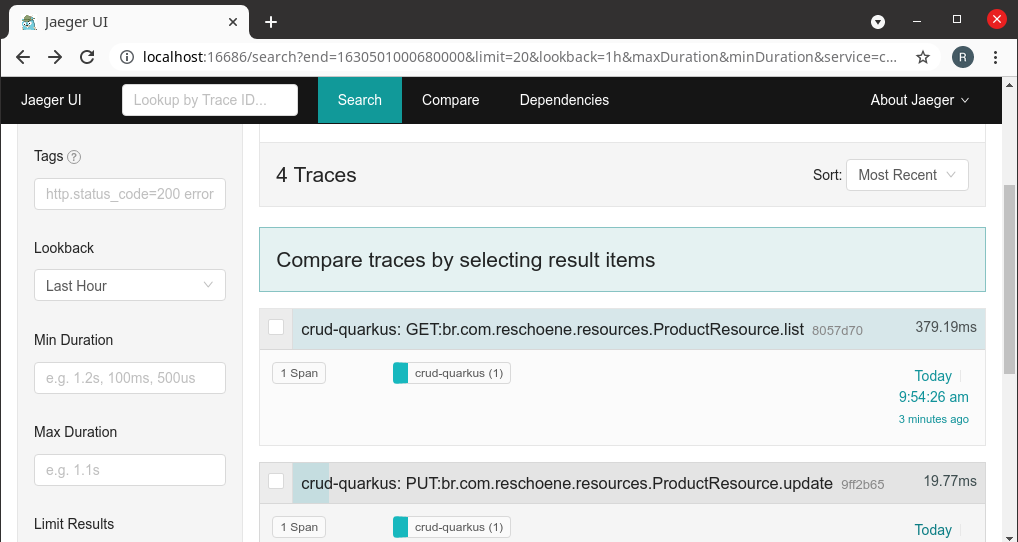 Jaeger UI
localhost:16686/search?end=1630501000680000&limit=20&lookback=1h&maxDuration&minDuration&service=c...
R
Jaeger UI
Lookup by Trace ID...
Search
Compare
Dependencies
About Jaeger
Tags ?
http.status_code=200 error
Lookback
Last Hour
Min Duration
e.g. 1.2s, 100ms, 500us
Max Duration
e.g. 1.1s
Limit Results
4 Traces
Sort: Most Recent
Compare traces by selecting result items
crud-quarkus: GET:br.com.reschoene.resources.ProductResource.list 8057d70 379.19ms
1 Span
crud-quarkus (1)
Today
9:54:26 am
3 minutes ago
crud-quarkus: PUT:br.com.reschoene.resources.ProductResource.update 9ff2b65 19.77ms
1 Span
crud-quarkus (1)
Today